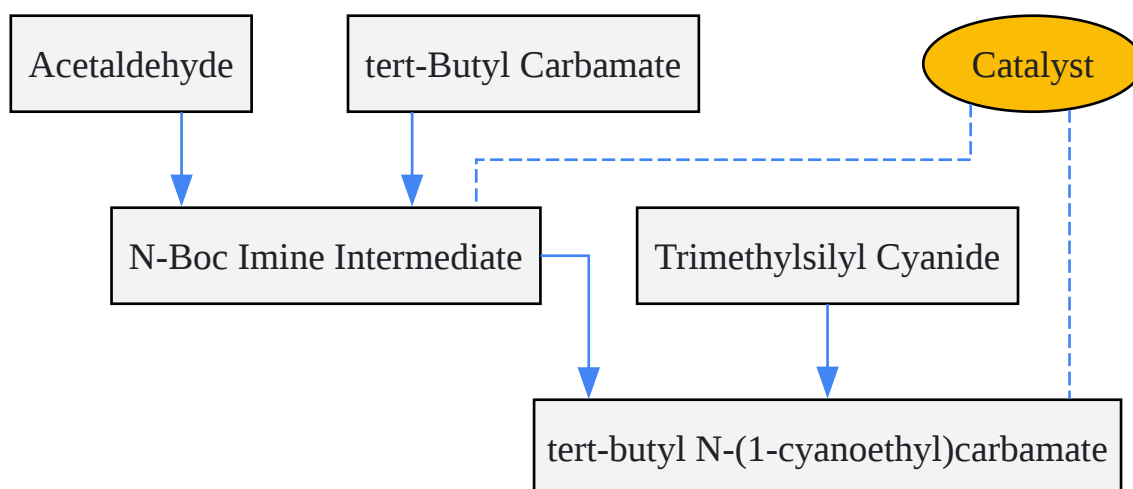 Acetaldehyde
tert-Butyl Carbamate
Catalyst
N-Boc Imine Intermediate
Trimethylsilyl Cyanide
tert-butyl N-(1-cyanoethyl)carbamate